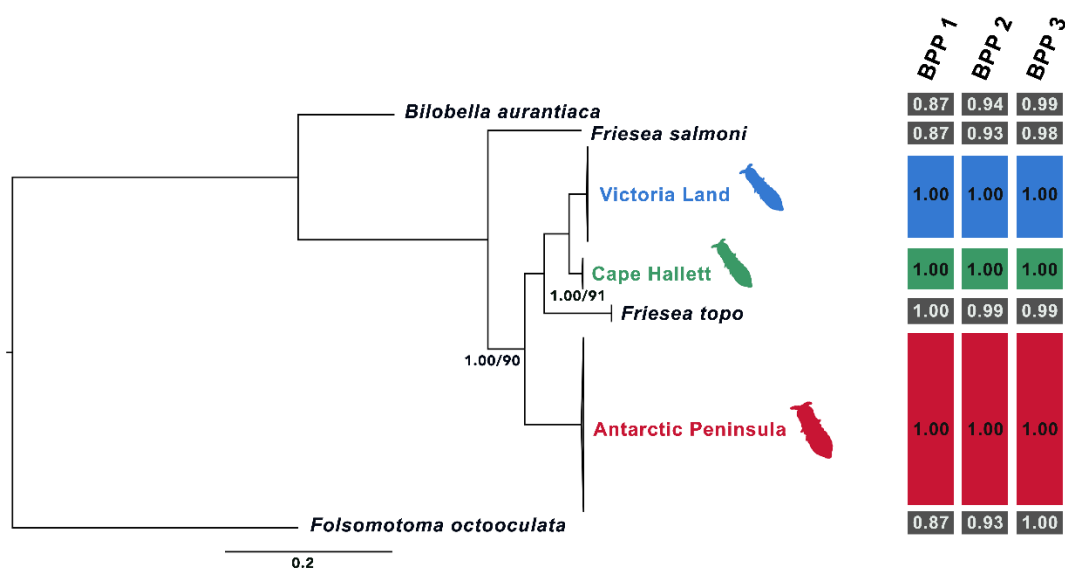 BPP 1 BPP 2 BPP 3
Bilobella aurantiaca 0.87 0.94 0.99
Friesea salmoni 0.87 0.93 0.98
Victoria Land 1.00 1.00 1.00
Cape Hallett 1.00 1.00 1.00
1.00/91
Friesea topo 1.00 0.99 0.99
1.00/90
Antarctic Peninsula 1.00 1.00 1.00
Folsomotoma octooculata 0.87 0.93 1.00
0.2